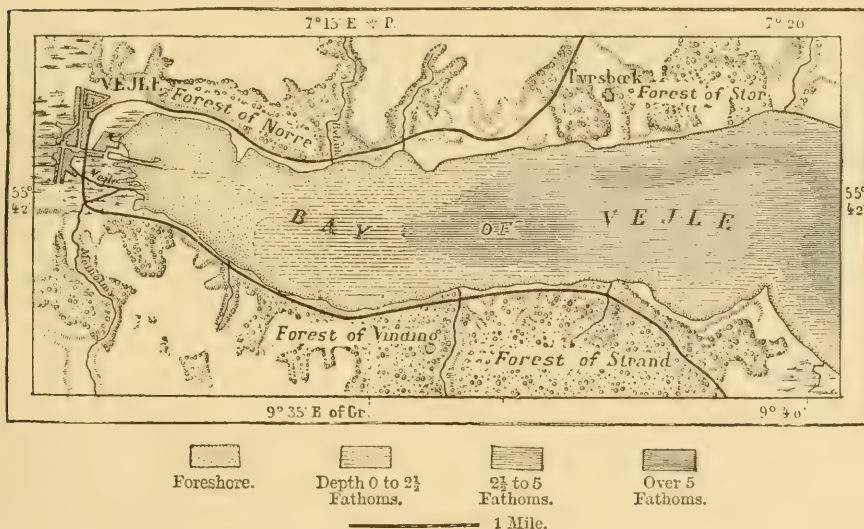 7° 15' E P. 7° 20
VEJLE
Forest of Norre
Tyrsboek
Forest of Stor
55° 42'
55° 42'
BAY OF VEJLE
Forest of Vinding
Forest of Strand
9° 35' E of Gr. 9° 40'
Foreshore. Depth 0 to 2½ Fathoms. 2½ to 5 Fathoms. Over 5 Fathoms.
1 Mile.